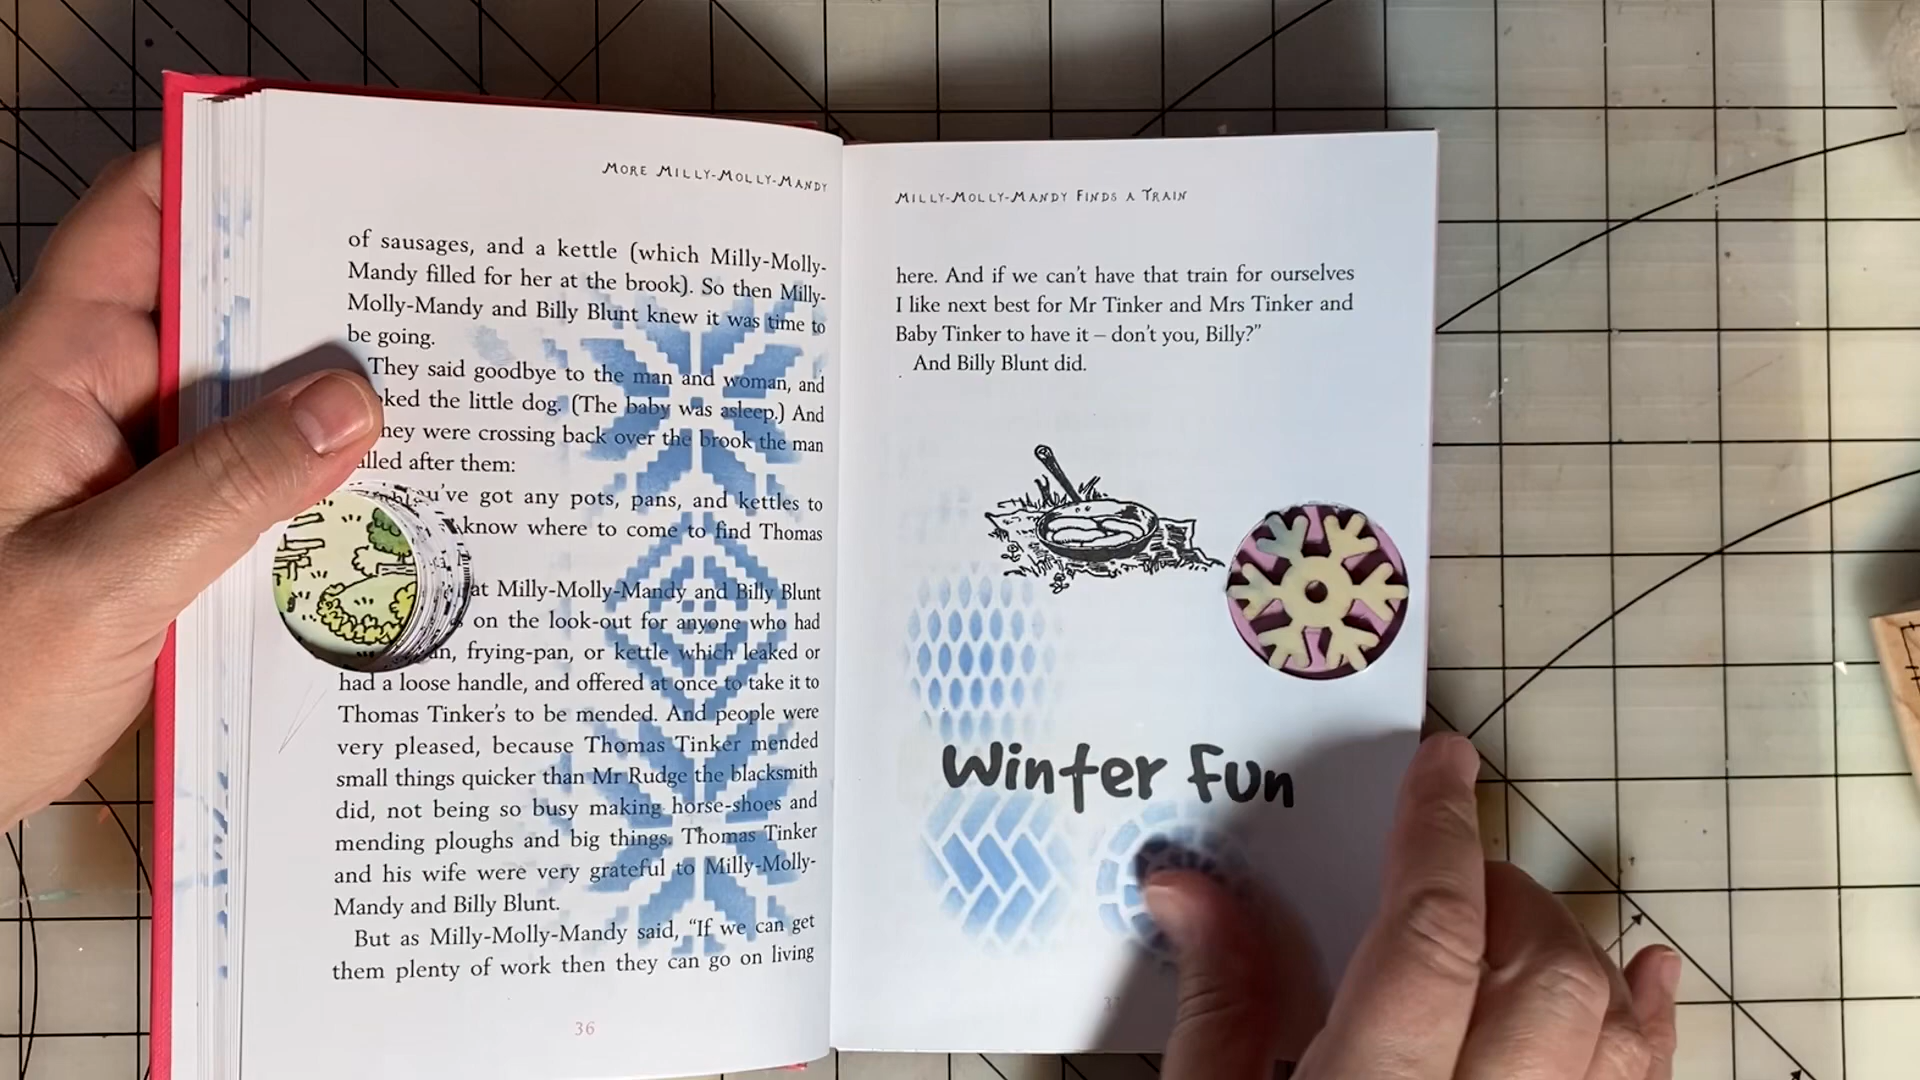 MORE MILLY-MOLLY-MANDY
of sausages, and a kettle (which Milly-Molly-
Mandy filled for her at the brook). So then Milly-
Molly-Mandy and Billy Blunt knew it was time to
be going.
They said goodbye to the man and woman, and
oked the little dog. (The baby was asleep.) And
hey were crossing back over the brook the man
alled after them:
u've got any pots, pans, and kettles to
know where to come to find Thomas
at Milly-Molly-Mandy and Billy Blunt
on the look-out for anyone who had
an, frying-pan, or kettle which leaked or
had a loose handle, and offered at once to take it to
Thomas Tinker's to be mended. And people were
very pleased, because Thomas Tinker mended
small things quicker than Mr Rudge the blacksmith
did, not being so busy making horse-shoes and
mending ploughs and big things. Thomas Tinker
and his wife were very grateful to Milly-Molly-
Mandy and Billy Blunt.
But as Milly-Molly-Mandy said, “If we can get
them plenty of work then they can go on living
36
MILLY-MOLLY-MANDY FINDS A TRAIN
here. And if we can't have that train for ourselves
I like next best for Mr Tinker and Mrs Tinker and
Baby Tinker to have it – don't you, Billy?”
And Billy Blunt did.
Winter Fun